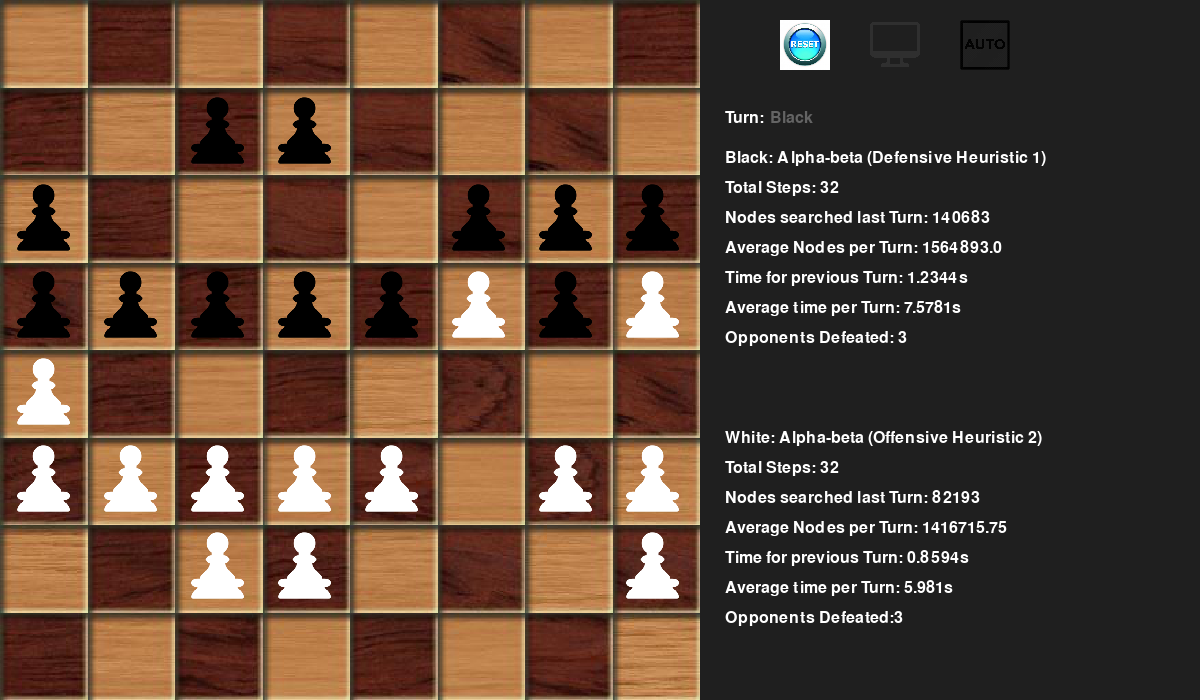 RESET
AUTO
Turn: Black
Black: Alpha-beta (Defensive Heuristic 1)
Total Steps: 32
Nodes searched last Turn: 140683
Average Nodes per Turn: 1564893.0
Time for previous Turn: 1.2344s
Average time per Turn: 7.5781s
Opponents Defeated: 3
White: Alpha-beta (Offensive Heuristic 2)
Total Steps: 32
Nodes searched last Turn: 82193
Average Nodes per Turn: 1416715.75
Time for previous Turn: 0.8594s
Average time per Turn: 5.981s
Opponents Defeated:3